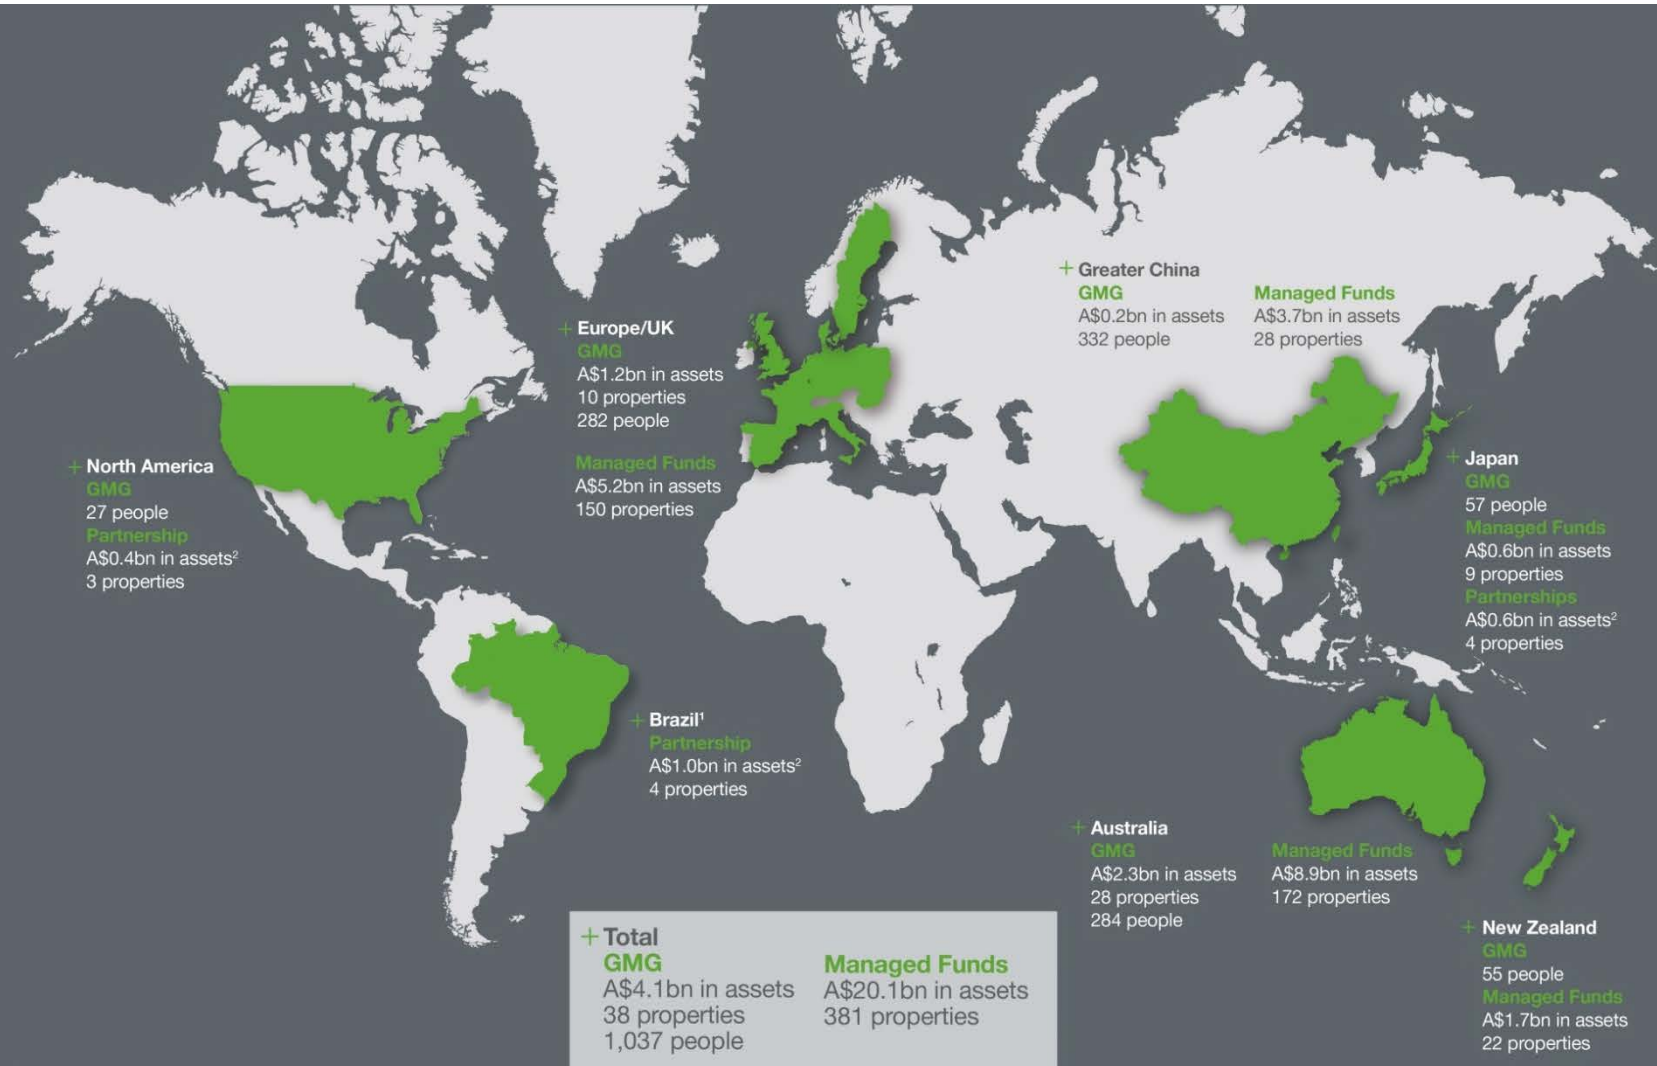 + Greater China
GMG
A$0.2bn in assets
332 people
Managed Funds
A$3.7bn in assets
28 properties
+ Europe/UK
GMG
A$1.2bn in assets
10 properties
282 people
Managed Funds
A$5.2bn in assets
150 properties
+ North America
GMG
27 people
Partnership
A$0.4bn in assets²
3 properties
+ Japan
GMG
57 people
Managed Funds
A$0.6bn in assets
9 properties
Partnerships
A$0.6bn in assets²
4 properties
+ Brazil¹
Partnership
A$1.0bn in assets²
4 properties
+ Australia
GMG
A$2.3bn in assets
28 properties
284 people
Managed Funds
A$8.9bn in assets
172 properties
+ New Zealand
GMG
55 people
Managed Funds
A$1.7bn in assets
22 properties
+ Total
GMG
A$4.1bn in assets
38 properties
1,037 people
Managed Funds
A$20.1bn in assets
381 properties